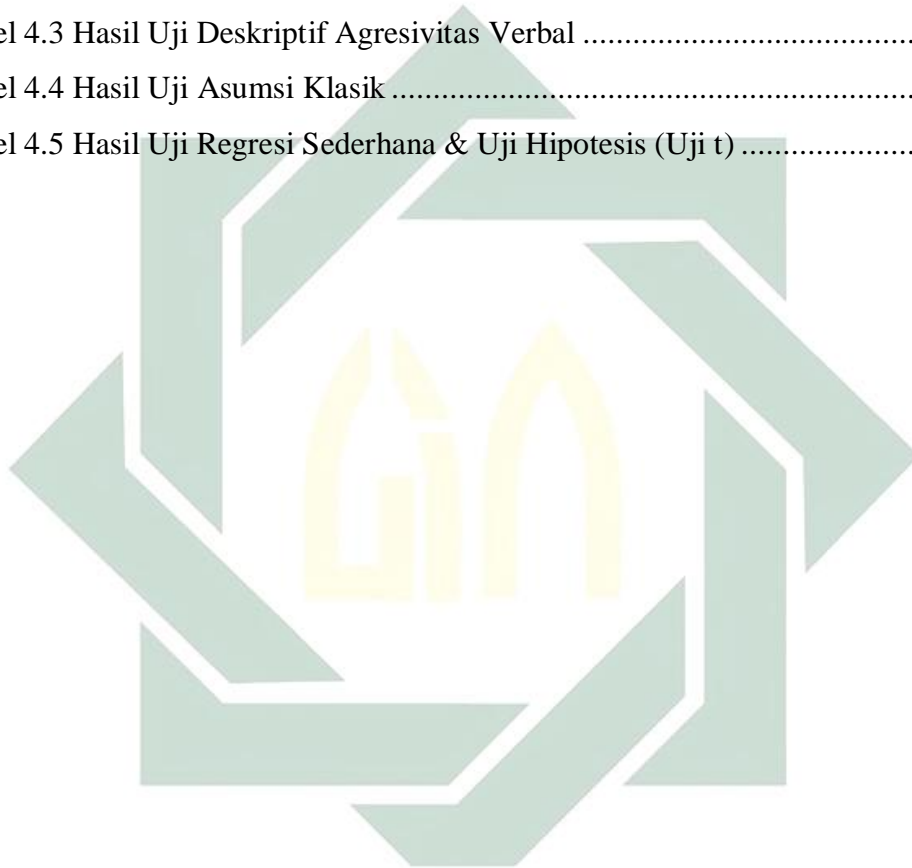 el 4.3 Hasil Uji Deskriptif Agresivitas Verbal ........................................
el 4.4 Hasil Uji Asumsi Klasik ...............................................................
el 4.5 Hasil Uji Regresi Sederhana & Uji Hipotesis (Uji t) .....................